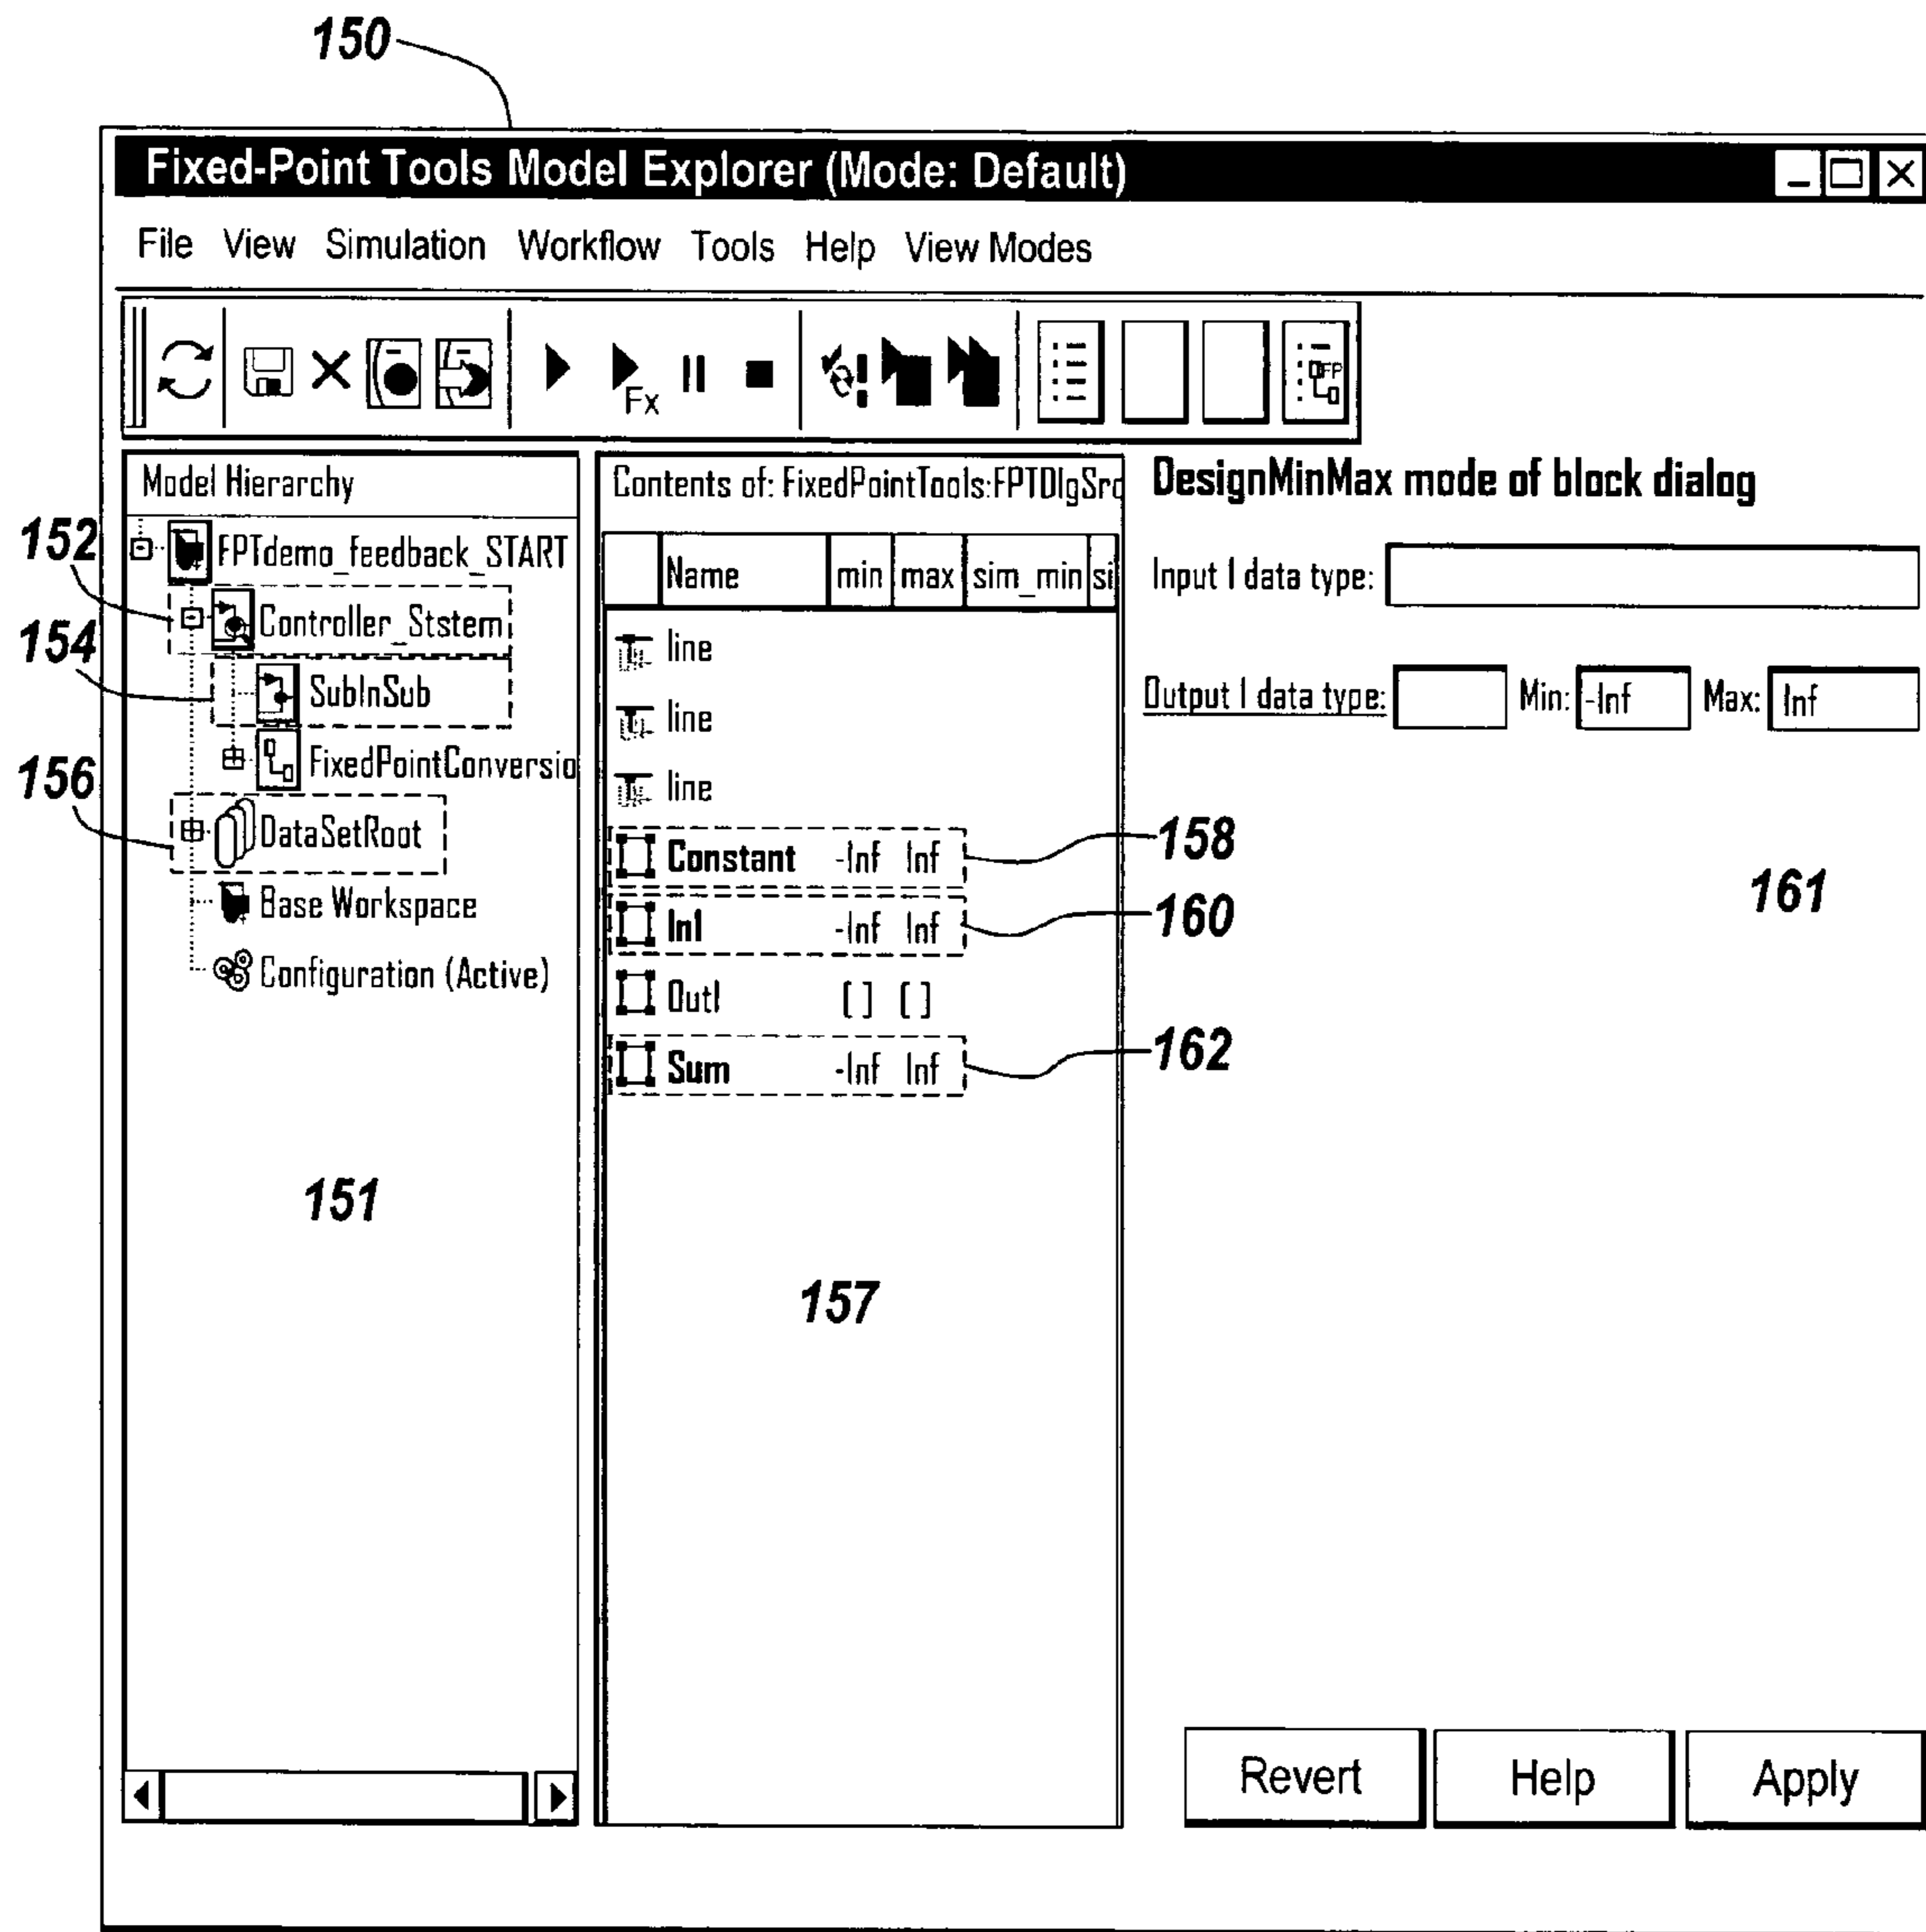 150
Fixed-Point Tools Model Explorer (Mode: Default)
File View Simulation Workflow Tools Help View Modes
Fx
FP
Model Hierarchy
152
FPTdemo_feedback_START
Controller_Ststem
154
SubInSub
FixedPointConversio
156
DataSetRoot
Base Workspace
Configuration (Active)
151
Contents of: FixedPointTools:FPTDlgSrc
Name min max sim_min si
line
line
line
Constant -Inf Inf
158
In1 -Inf Inf
160
Out1 [ ] [ ]
Sum -Inf Inf
162
157
DesignMinMax mode of block dialog
Input 1 data type:
Output 1 data type: Min: -Inf Max: Inf
161
Revert Help Apply